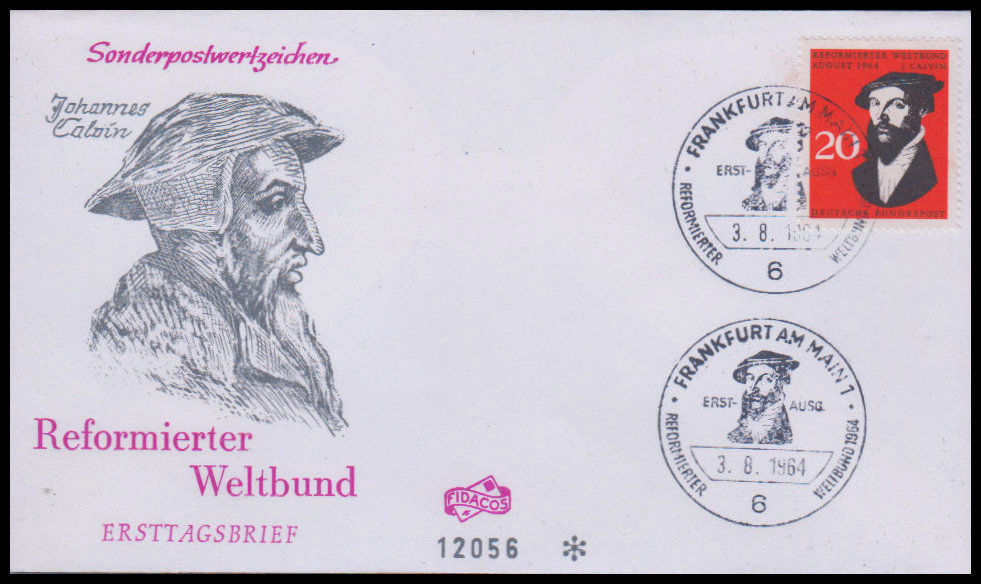 Sonderpostwertzeichen
Johannes
Calvin
Reformierter
Weltbund
ERSTTAGSBRIEF
FIDACOS
12056 *
REFORMIERTER WELTBUND
AUGUST 1964 J. CALVIN
20
DEUTSCHE BUNDESPOST
• FRANKFURT AM MAIN
ERST- AUSG.
3. 8. 1964
REFORMIERTER WELTBUND
6
• FRANKFURT AM MAIN 1 •
ERST- AUSG.
3. 8. 1964
REFORMIERTER WELTBUND 1964
6